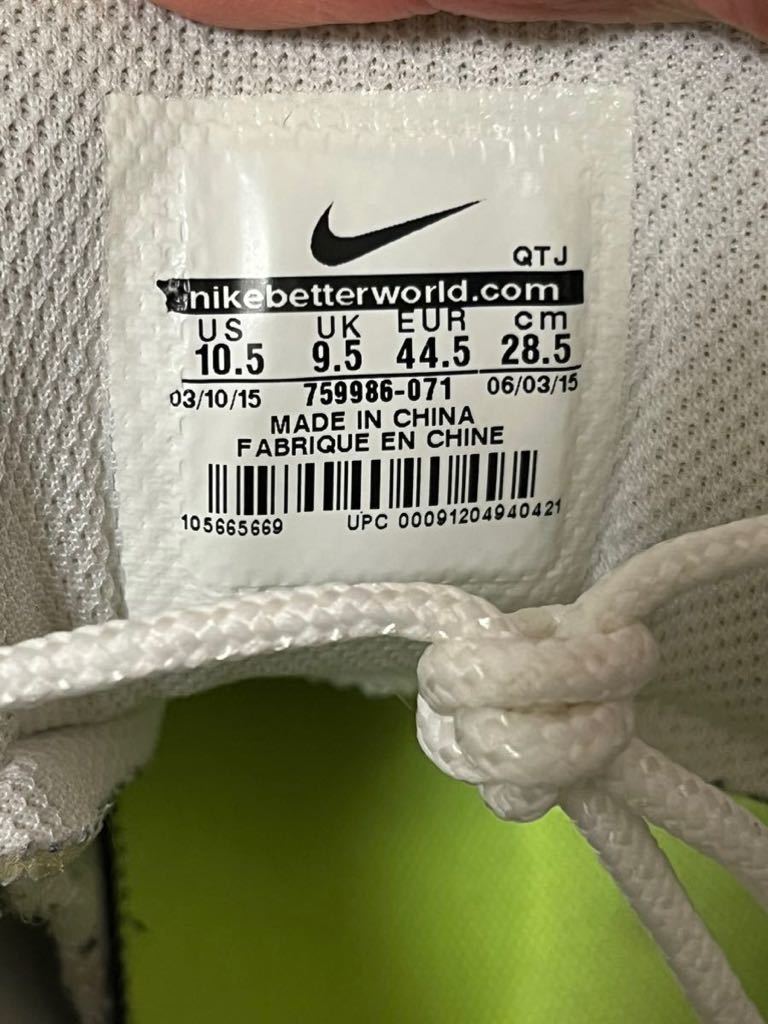 QTJ
nikebetterworld.com
US UK EUR cm
10.5 9.5 44.5 28.5
03/10/15 759986-071 06/03/15
MADE IN CHINA
FABRIQUE EN CHINE
105665669 UPC 00091204940421